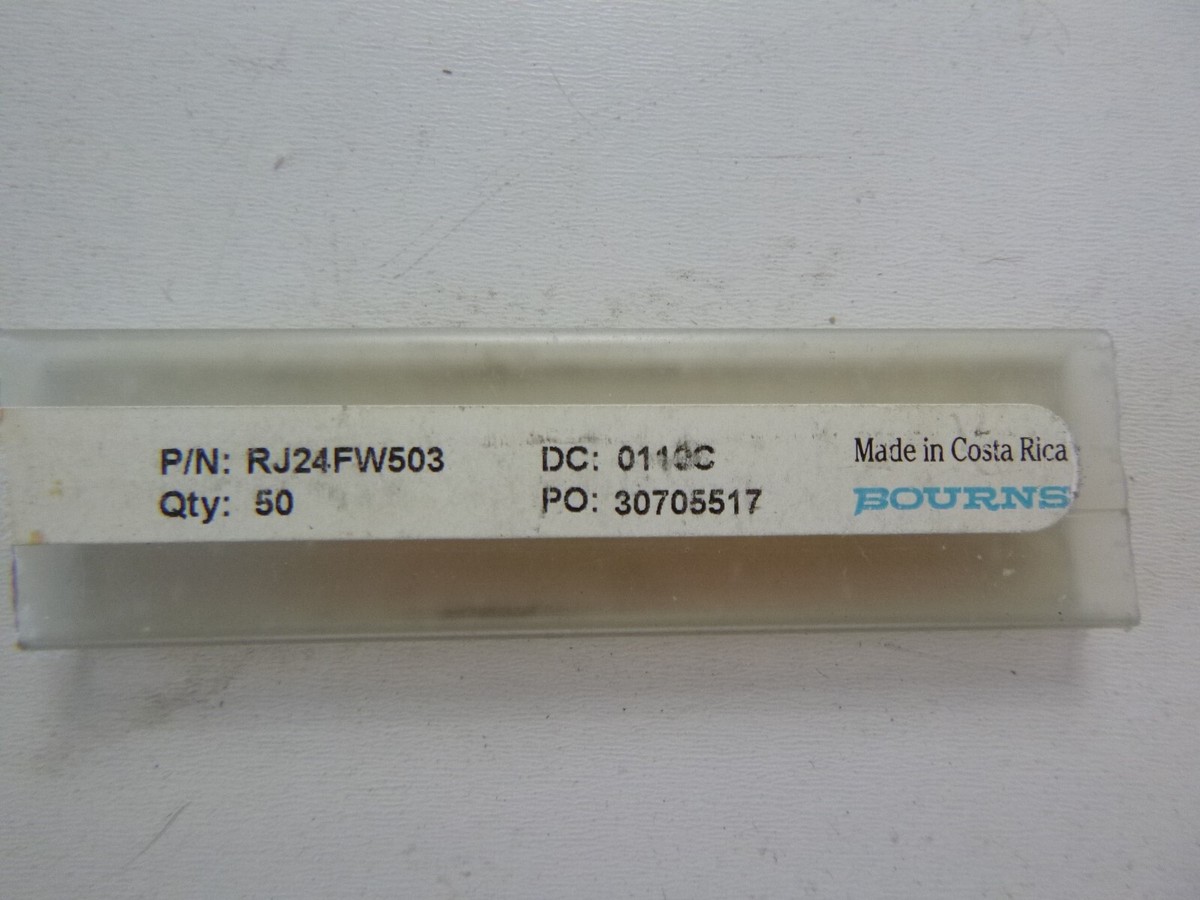 P/N: RJ24FW503
Qty: 50
DC:
PO: 30705517
Made in Costa Rica
BOURNS